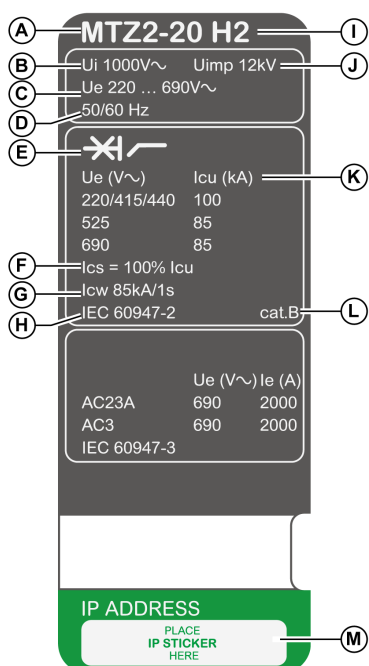 A MTZ2-20 H2 I
B Ui 1000V∿ Uimp 12kV J
C Ue 220 ... 690V∿
D 50/60 Hz
E
Ue (V∿) Icu (kA) K
220/415/440 100
525 85
690 85
F Ics = 100% Icu
G Icw 85kA/1s
H IEC 60947-2 cat.B L
Ue (V∿) Ie (A)
AC23A 690 2000
AC3 690 2000
IEC 60947-3
IP ADDRESS
PLACE
IP STICKER M
HERE